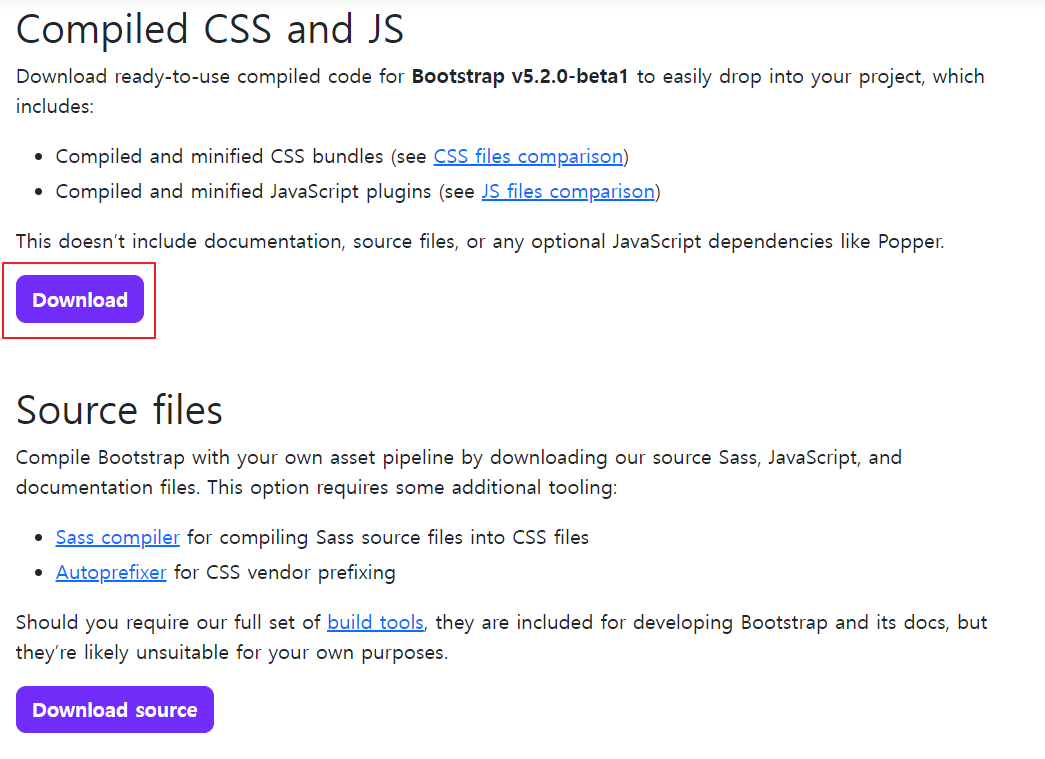 Compiled CSS and JS
Download ready-to-use compiled code for Bootstrap v5.2.0-beta1 to easily drop into your project, which
includes:
• Compiled and minified CSS bundles (see CSS files comparison)
• Compiled and minified JavaScript plugins (see JS files comparison)
This doesn’t include documentation, source files, or any optional JavaScript dependencies like Popper.
Download
Source files
Compile Bootstrap with your own asset pipeline by downloading our source Sass, JavaScript, and
documentation files. This option requires some additional tooling:
• Sass compiler for compiling Sass source files into CSS files
• Autoprefixer for CSS vendor prefixing
Should you require our full set of build tools, they are included for developing Bootstrap and its docs, but
they’re likely unsuitable for your own purposes.
Download source